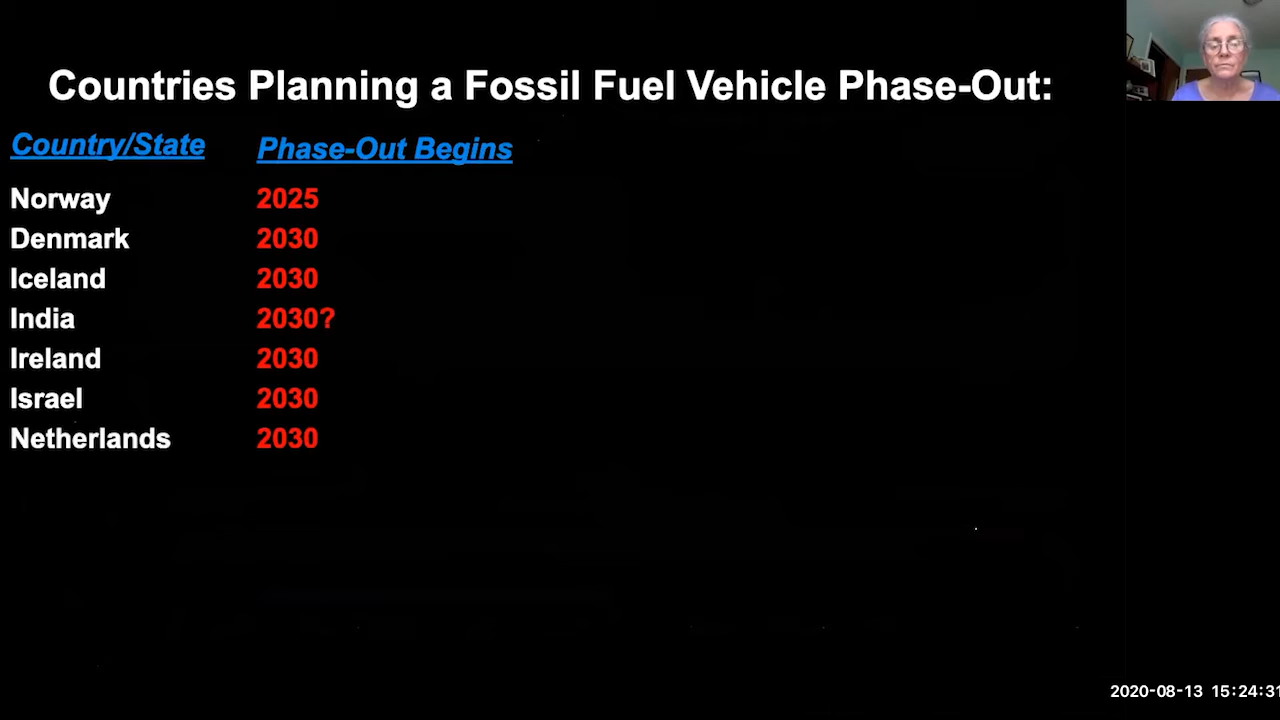 Countries Planning a Fossil Fuel Vehicle Phase-Out:
Country/State Phase-Out Begins
Norway 2025
Denmark 2030
Iceland 2030
India 2030?
Ireland 2030
Israel 2030
Netherlands 2030
2020-08-13 15:24:31